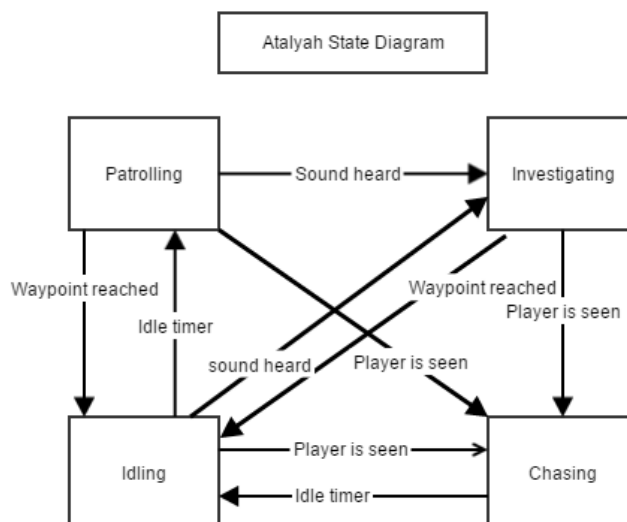 Atalyah State Diagram
Patrolling
Sound heard
Investigating
Waypoint reached
Waypoint reached
Player is seen
Idle timer
sound heard
Player is seen
Idling
Player is seen
Chasing
Idle timer